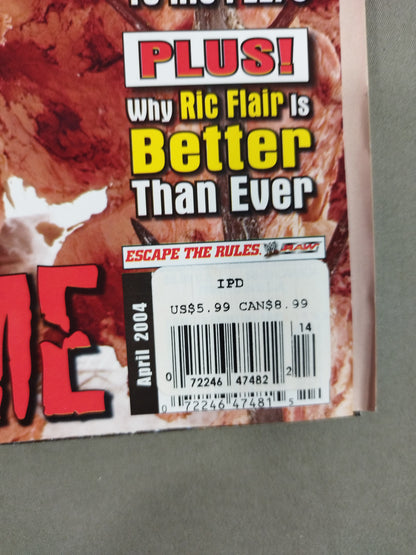 PLUS!
Why Ric Flair Is
Better
Than Ever
ESCAPE THE RULES. RAW
IPD
US$5.99 CAN$8.99
14
0 72246 47482 2
0 72246 47481 5
April 2004
ME